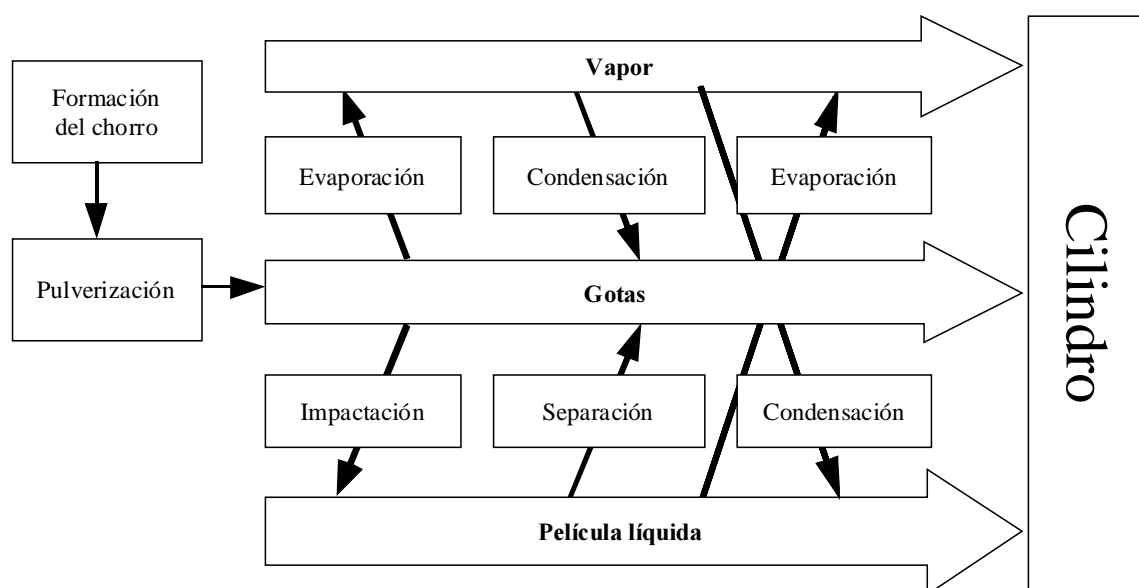 Vapor
Formación
del chorro
Evaporación
Condensación
Evaporación
Pulverización
Gotas
Cilindro
Impactación
Separación
Condensación
Película líquida